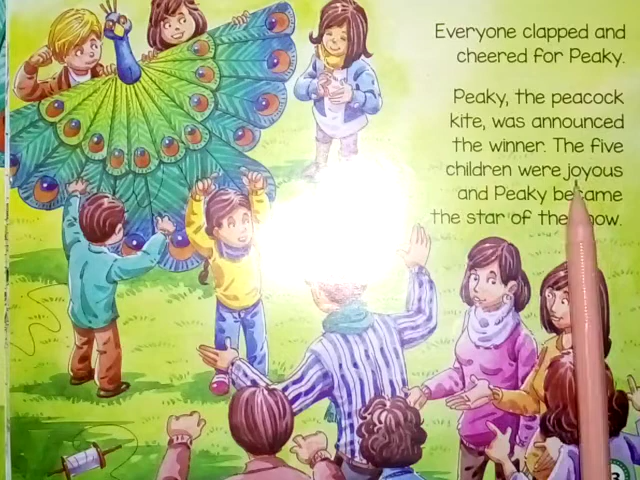 Everyone clapped and
cheered for Peaky.
Peaky, the peacock
kite, was announced
the winner. The five
children were joyous
and Peaky became
the star of the